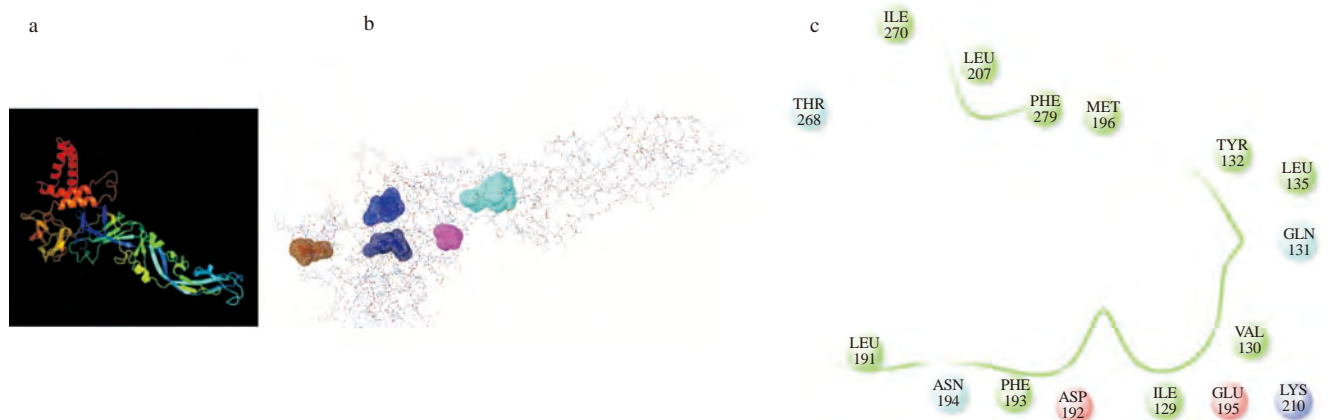 a
b
c
ILE
270
LEU
207
THR
268
PHE
279
MET
196
TYR
132
LEU
135
GLN
131
VAL
130
LEU
191
ASN
194
PHE
193
ASP
192
ILE
129
GLU
195
LYS
210